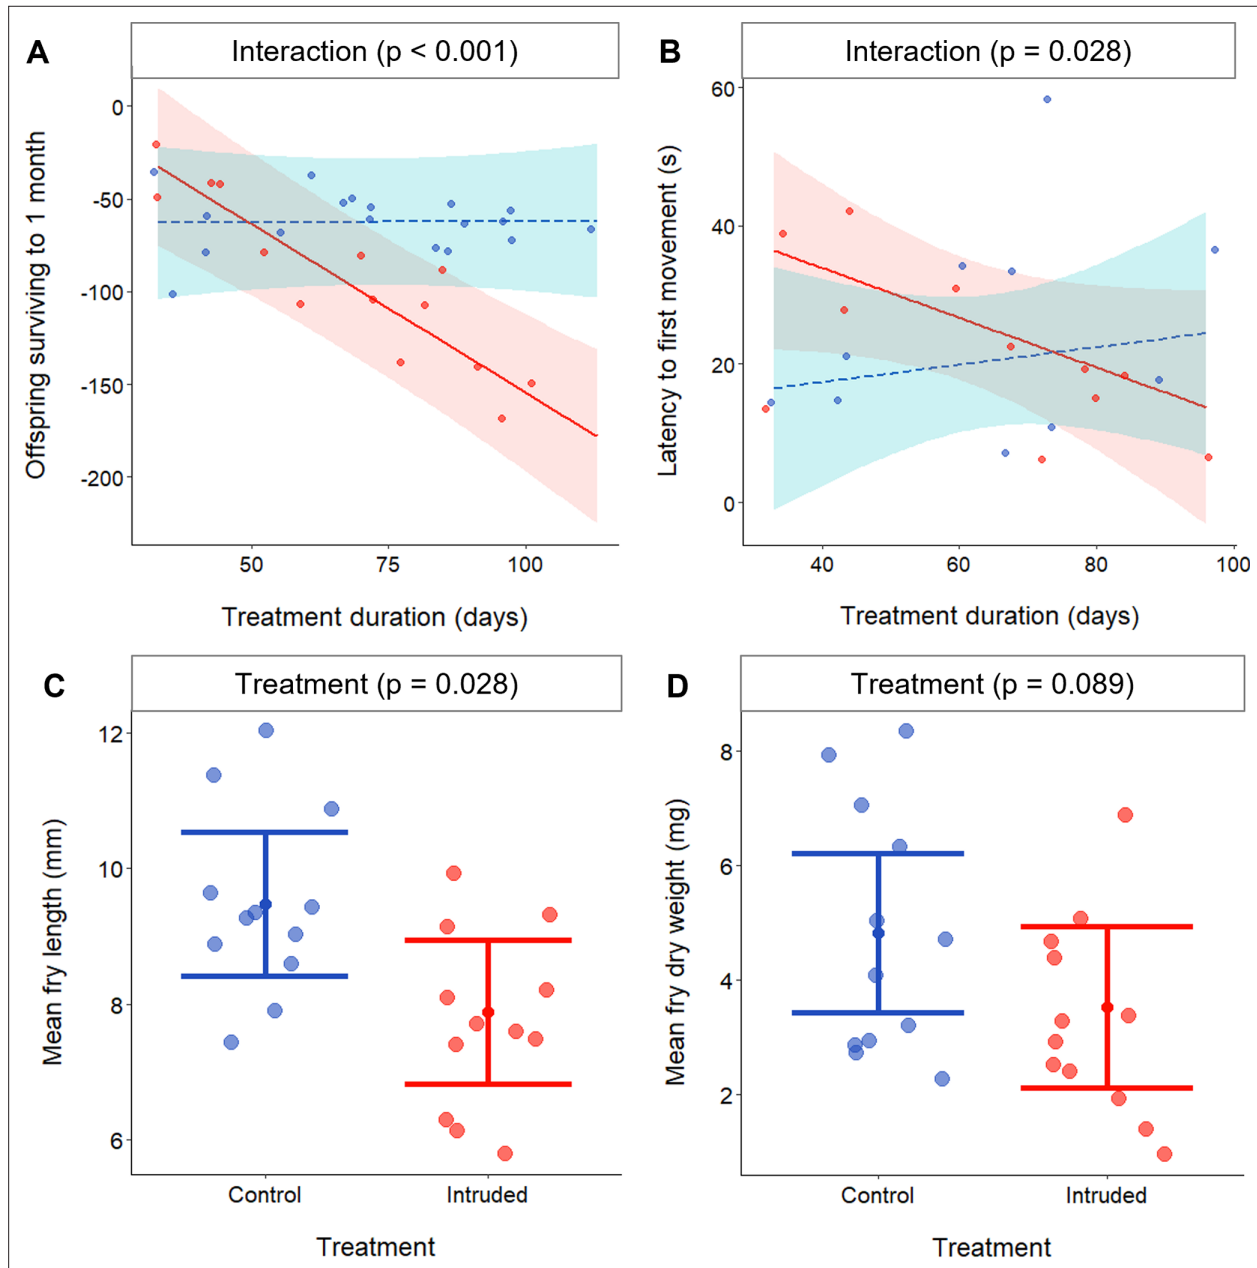 A
Interaction (p < 0.001)
Offspring surviving to 1 month
0
-50
-100
-150
-200
50
75
100
Treatment duration (days)
B
Interaction (p = 0.028)
Latency to first movement (s)
60
40
20
0
40
60
80
100
Treatment duration (days)
C
Treatment (p = 0.028)
Mean fry length (mm)
12
10
8
6
Control
Intruded
Treatment
D
Treatment (p = 0.089)
Mean fry dry weight (mg)
8
6
4
2
Control
Intruded
Treatment